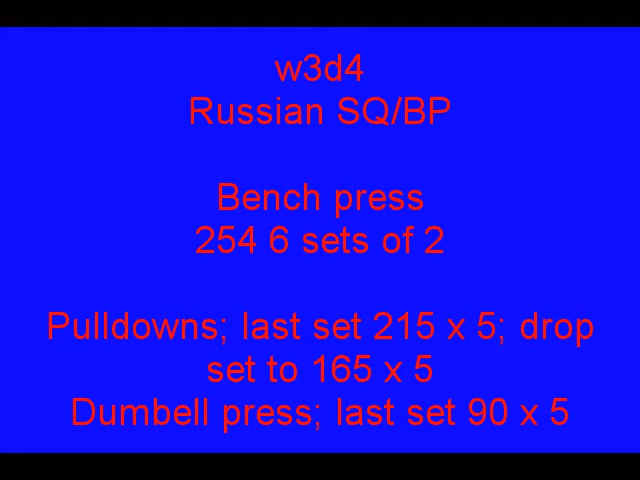 w3d4
Russian SQ/BP
Bench press
254 6 sets of 2
Pulldowns; last set 215 x 5; drop
set to 165 x 5
Dumbell press; last set 90 x 5